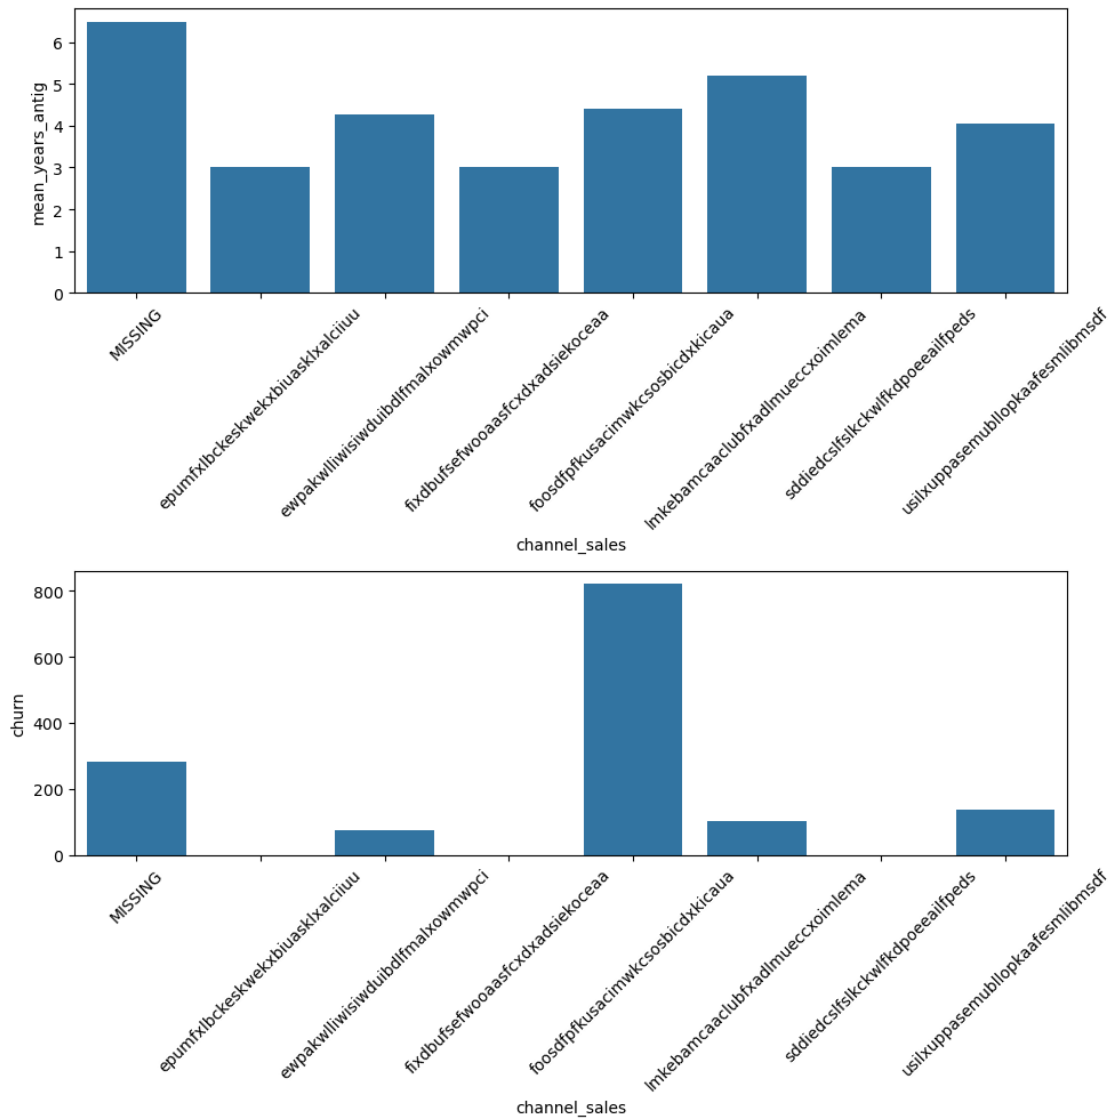 mean_years_antig
6
5
4
3
2
1
0
MISSING
epumfxlbckeskwekxbiuasklxalciiuu
ewpakwlliwisiwduibdlfmalxowmwpci
fixdbufsefwooaasfcxdxadsiekoceaa
foosdfpfkusacimwkcsosbicdxkicaua
lmkebamcaaclubfxadlmueccxoimlema
sddiedcslfslkckwlfkdpoeeailfpeds
usilxuppasemubllopkaafesmlibmsdf
channel_sales
churn
800
600
400
200
0
MISSING
epumfxlbckeskwekxbiuasklxalciiuu
ewpakwlliwisiwduibdlfmalxowmwpci
fixdbufsefwooaasfcxdxadsiekoceaa
foosdfpfkusacimwkcsosbicdxkicaua
lmkebamcaaclubfxadlmueccxoimlema
sddiedcslfslkckwlfkdpoeeailfpeds
usilxuppasemubllopkaafesmlibmsdf
channel_sales